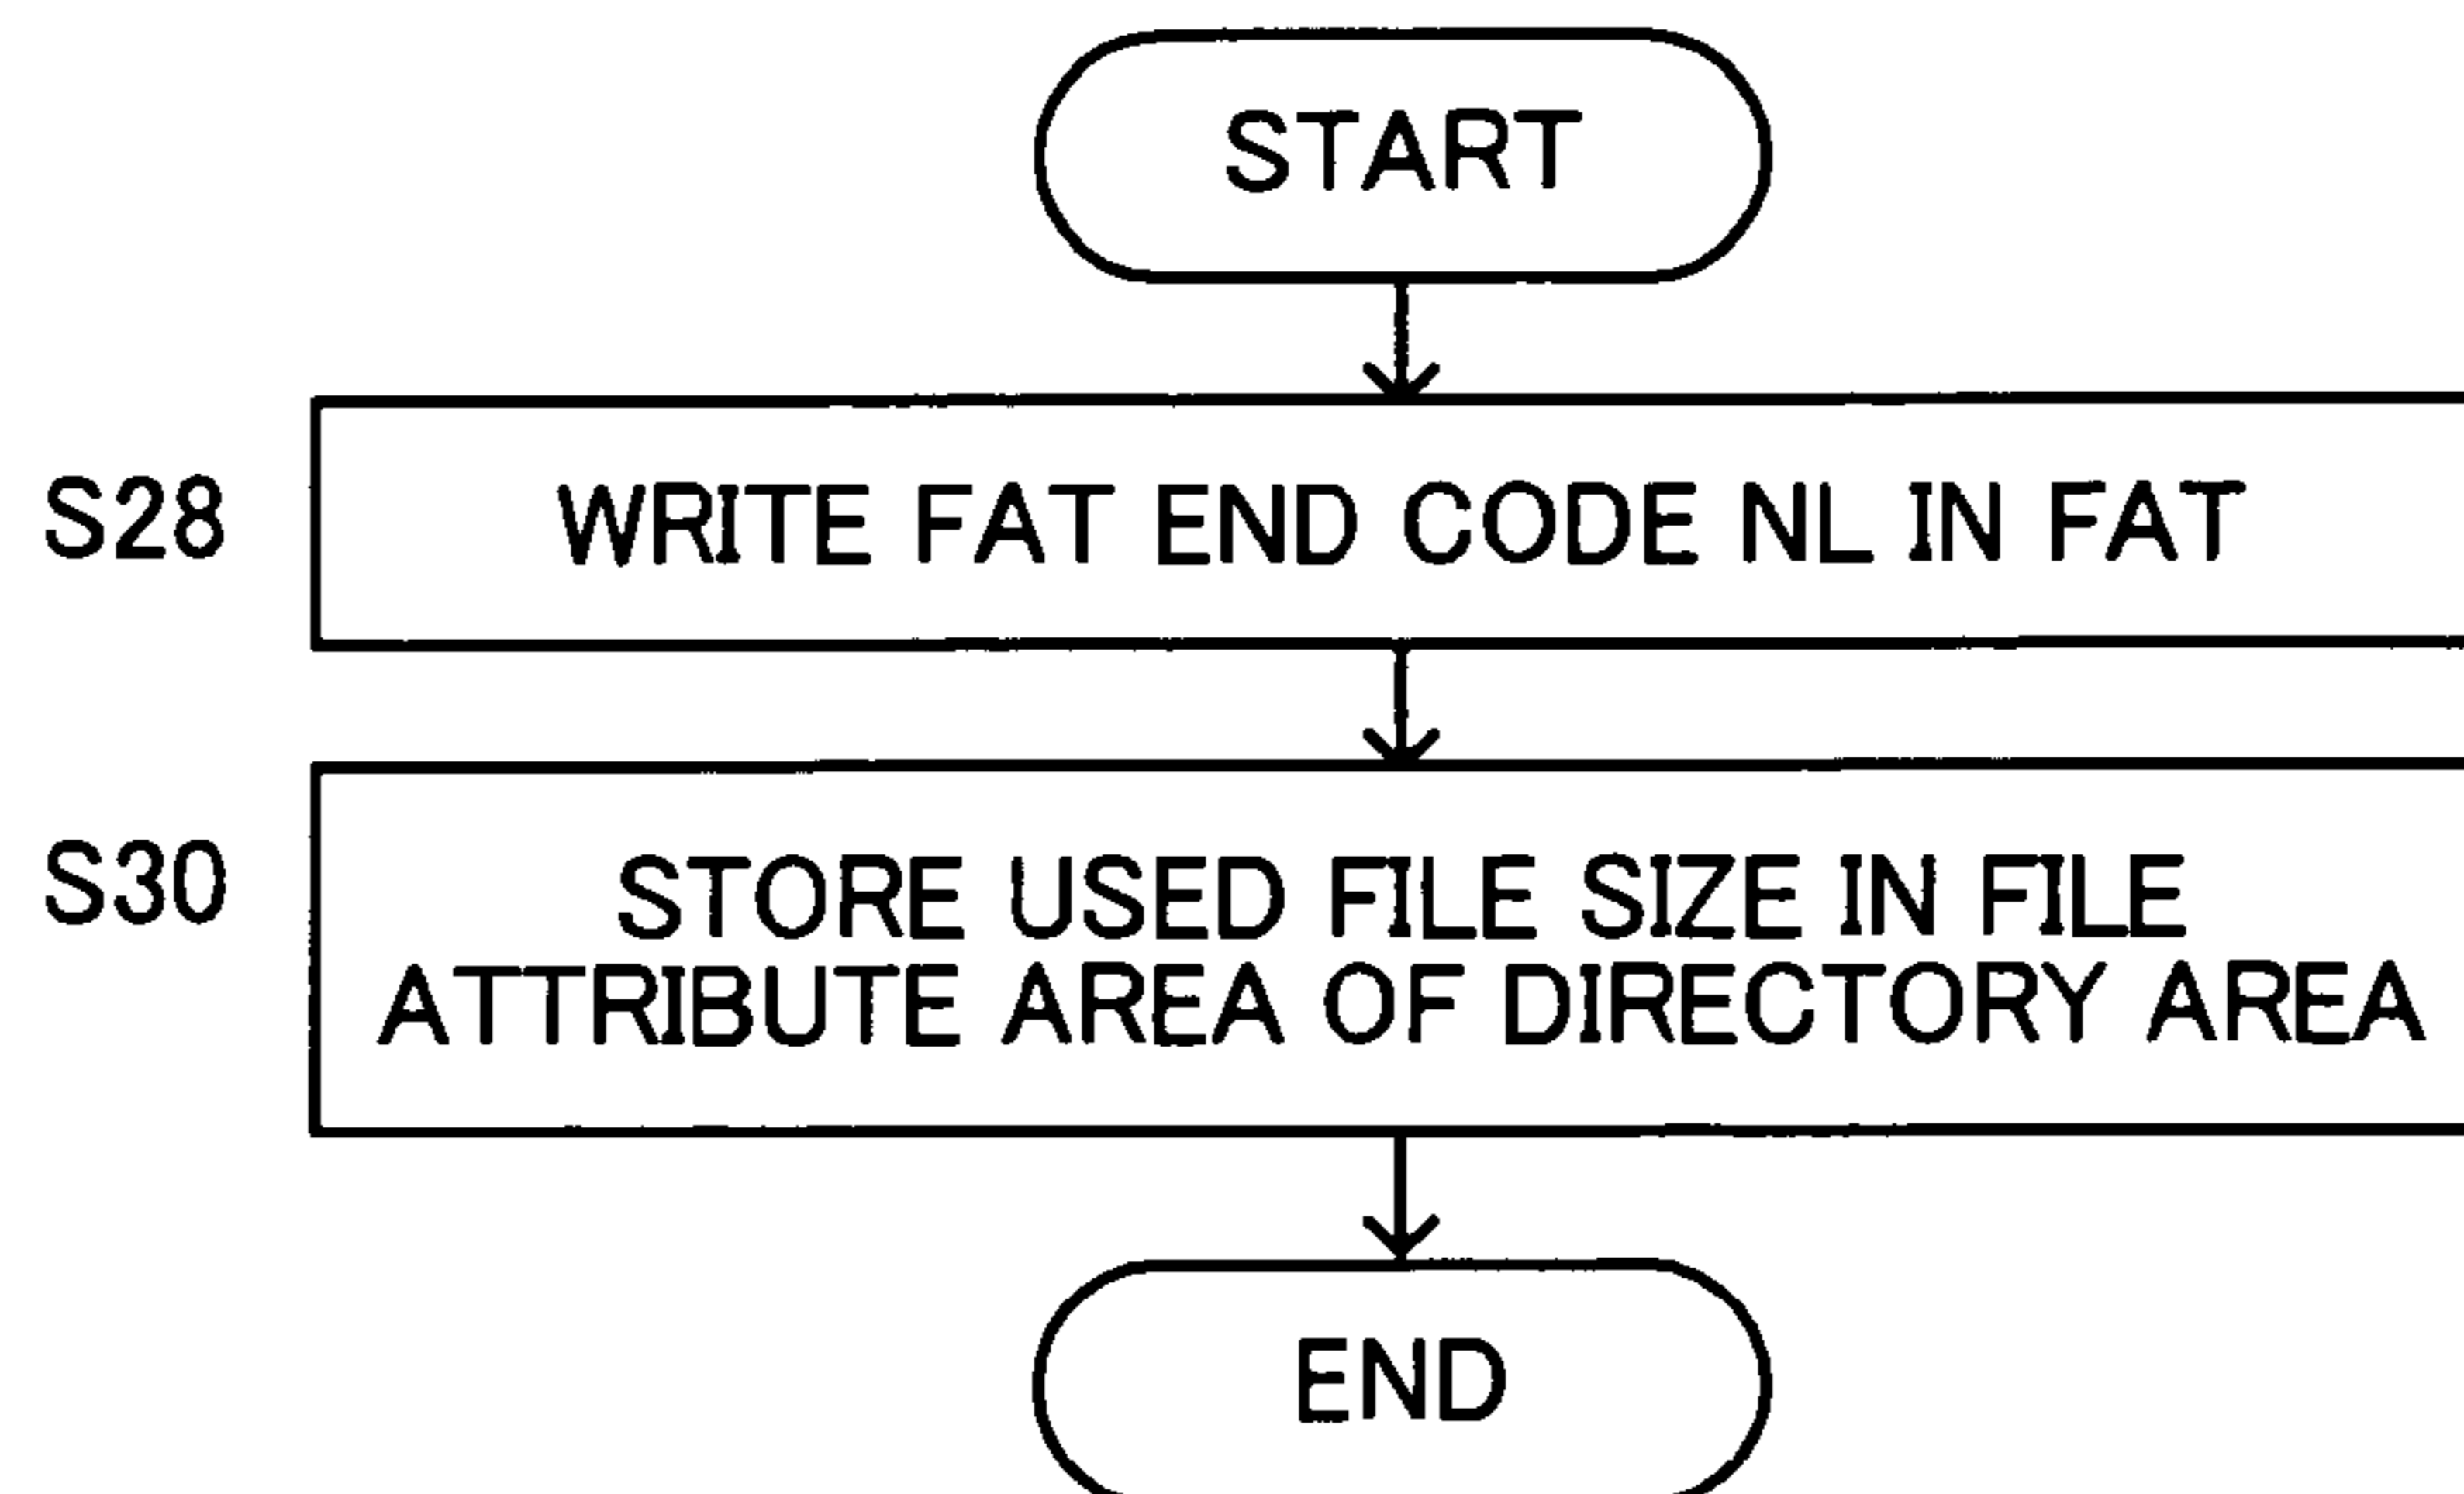 START
S28
WRITE FAT END CODE NL IN FAT
S30
STORE USED FILE SIZE IN FILE
ATTRIBUTE AREA OF DIRECTORY AREA
END